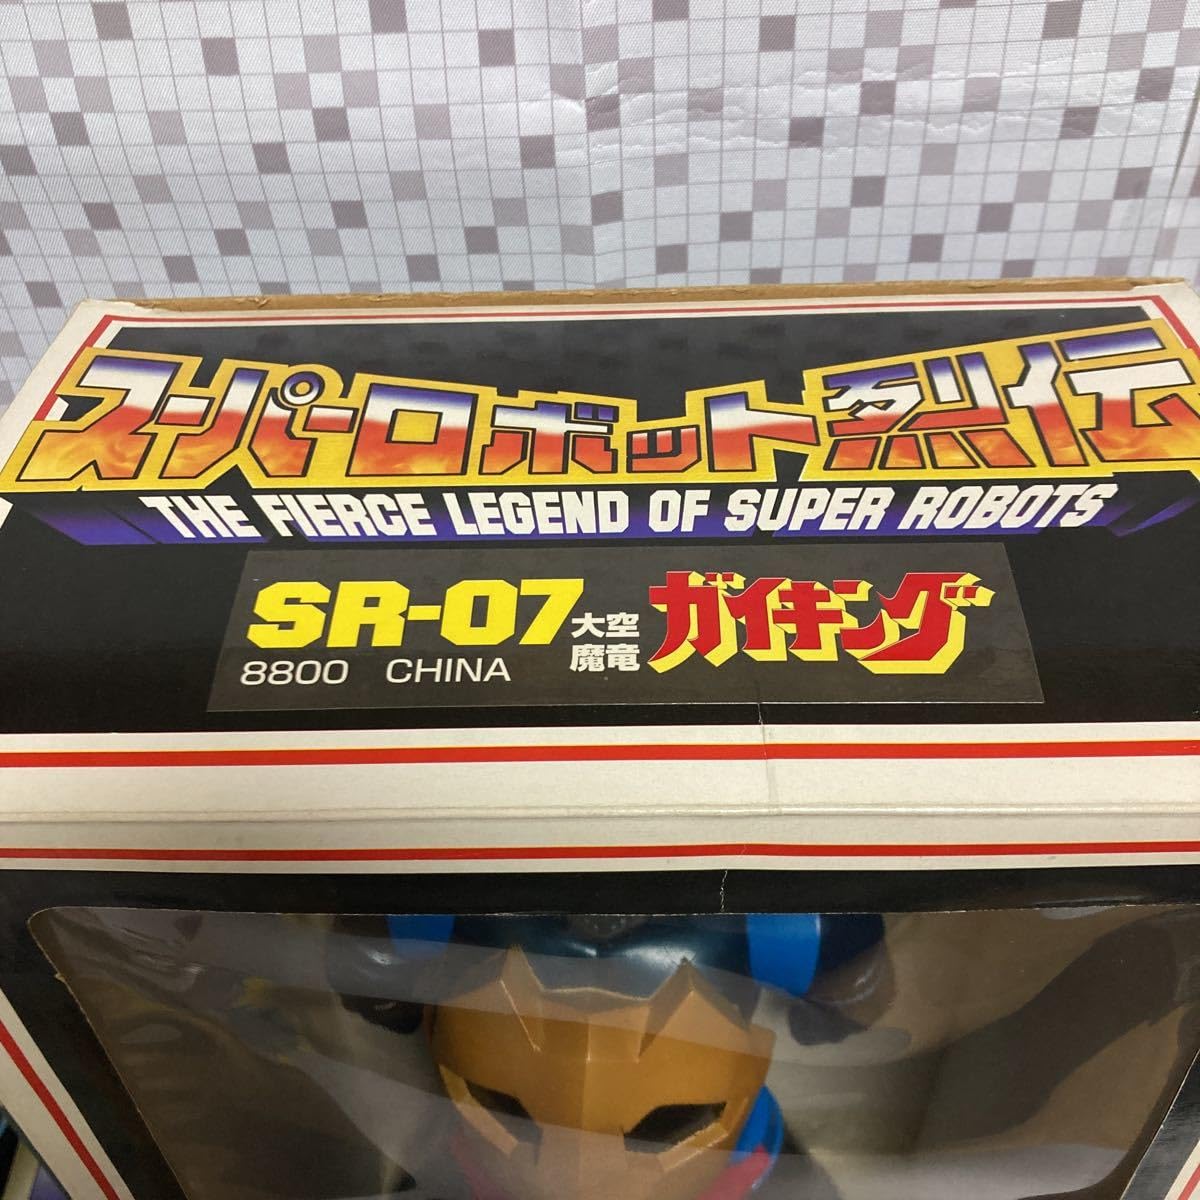 スーパーロボット烈伝
THE FIERCE LEGEND OF SUPER ROBOTS
SR-07 大空魔竜 ガイキング
8800 CHINA